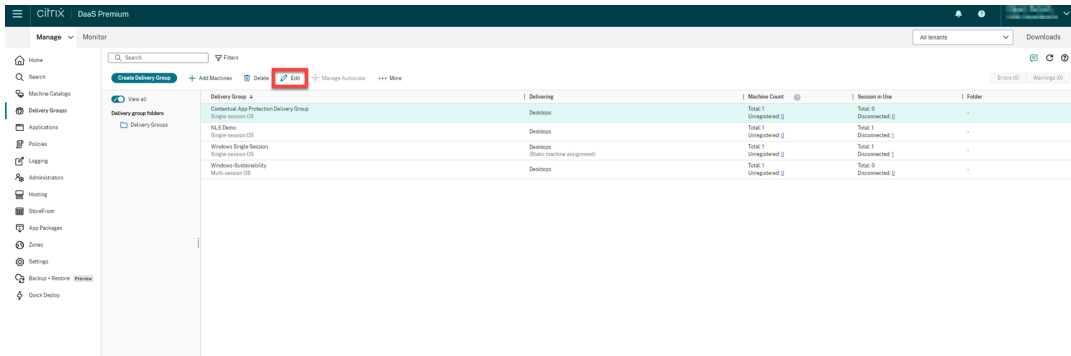 citrix DaaS Premium
Manage Monitor
All tenants
Downloads
Home
Search
Machine Catalogs
Delivery Groups
Applications
Policies
Logging
Administrators
Hosting
StoreFront
App Packages
Zones
Settings
Backup + Restore Preview
Quick Deploy
Search Filters
Create Delivery Group Add Machines Delete Edit Manage Autoscale More
Errors (0) Warnings (0)
View all
Delivery group folders
Delivery Groups
Delivery Group ↓ Delivering Machine Count Session in Use Folder
Contextual App Protection Delivery Group Desktops Total: 1 Total: 0 -
Single-session OS Unregistered: 0 Disconnected: 0
NLS Demo Desktops Total: 1 Total: 1 -
Single-session OS Unregistered: 0 Disconnected: 1
Windows Single Session Desktops Total: 1 Total: 1 -
Single-session OS (Static machine assignment) Unregistered: 0 Disconnected: 1
Windows-Sustainability Desktops Total: 1 Total: 0 -
Multi-session OS Unregistered: 0 Disconnected: 0